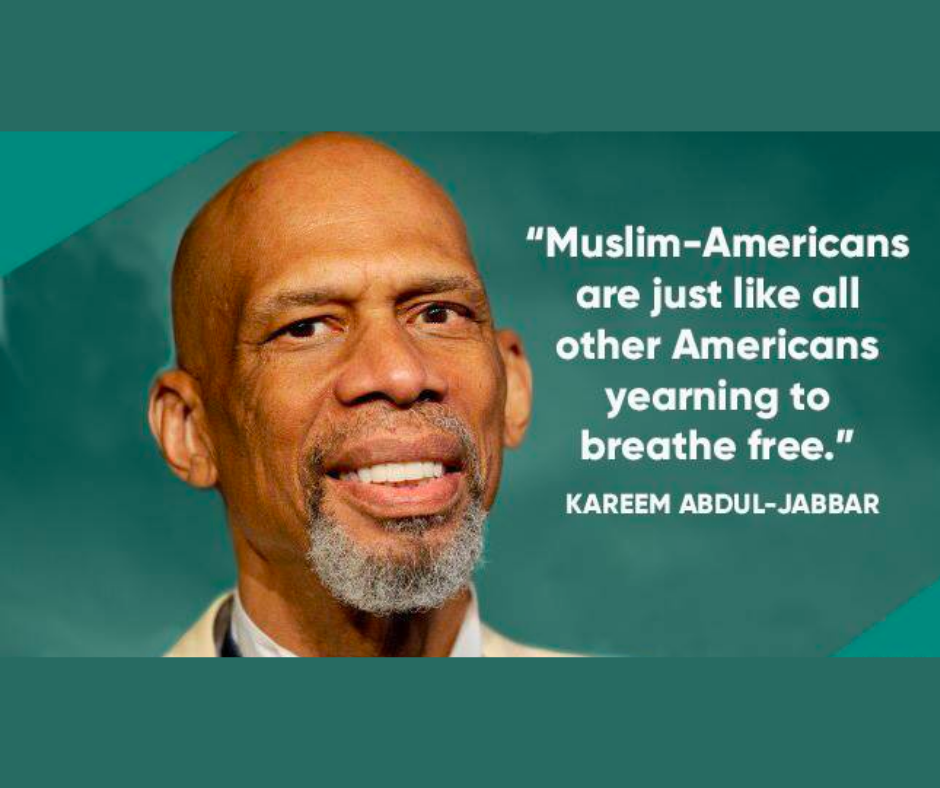 “Muslim-Americans
are just like all
other Americans
yearning to
breathe free.”
KAREEM ABDUL-JABBAR